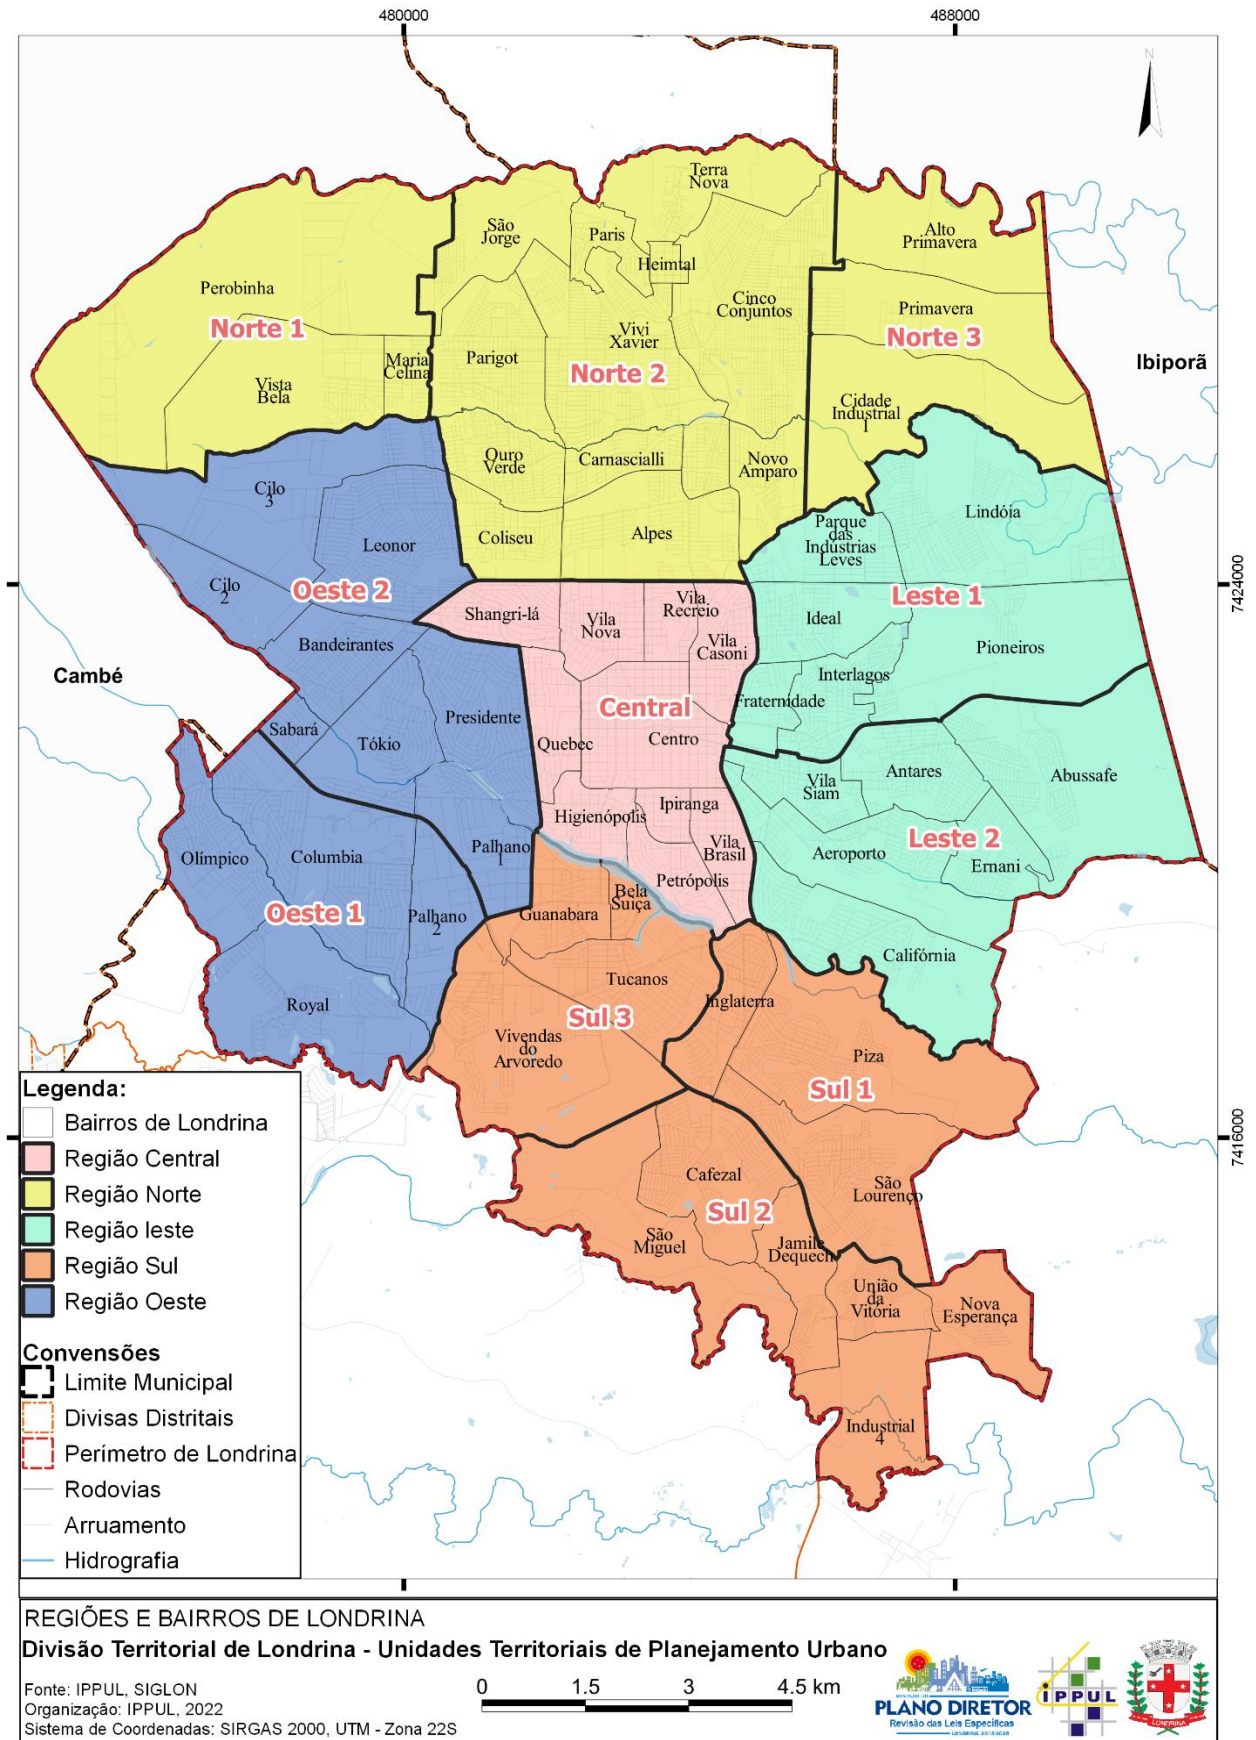 480000
488000
N
Terra
Nova
São
Jorge
Paris
Alto
Primavera
Heimtal
Perobinha
Cinco
Conjuntos
Primavera
Norte 1
Vivi
Xavier
Norte 3
Parigot
Maria
Celina
Norte 2
Ibiporã
Vista
Bela
Cidade
Industrial
1
Ouro
Verde
Carnascialli
Novo
Amparo
Cilo
3
Lindóia
Parque
das
Indústrias
Leves
Leonor
Coliseu
Alpes
7424000
Cilo
2
Oeste 2
Shangri-lá
Vila
Nova
Vila
Recreio
Leste 1
Ideal
Bandeirantes
Vila
Casoni
Pioneiros
Cambé
Interlagos
Fraternidade
Central
Presidente
Sabará
Tókio
Quebec
Centro
Antares
Abussafe
Vila
Siam
Ipiranga
Higienópolis
Leste 2
Vila
Brasil
Palhano
1
Olímpico
Columbia
Aeroporto
Ernani
Petrópolis
Bela
Suiça
Oeste 1
Palhano
2
Guanabara
Califórnia
Tucanos
Royal
Inglaterra
Sul 3
Vivendas
do
Arvoredo
Piza
Sul 1
7416000
Cafezal
São
Lourenço
Sul 2
São
Miguel
Jamile
Dequech
União
da
Vitória
Nova
Esperança
Industrial
4
Legenda:
Bairros de Londrina
Região Central
Região Norte
Região leste
Região Sul
Região Oeste
Convensões
Limite Municipal
Divisas Distritais
Perímetro de Londrina
Rodovias
Arruamento
Hidrografia
REGIÕES E BAIRROS DE LONDRINA
Divisão Territorial de Londrina - Unidades Territoriais de Planejamento Urbano
Fonte: IPPUL, SIGLON
Organização: IPPUL, 2022
Sistema de Coordenadas: SIRGAS 2000, UTM - Zona 22S
0 1.5 3 4.5 km
PLANO DIRETOR
Revisão das Leis Específicas
IPPUL
LONDRINA